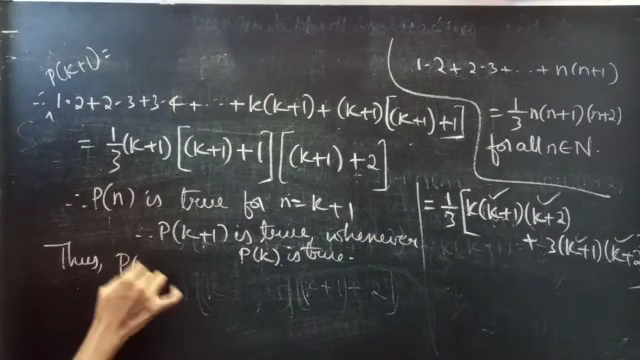 P(k+1)=
∴ 1·2+2·3+3·4+ ··· + k(k+1)+(k+1)[(k+1)+1]
= 1/3 (k+1)[(k+1)+1][(k+1)+2]
∴ P(n) is true for n=k+1
∴ P(k+1) is true, whenever
P(k) is true.
Thus, P(
1·2+2·3+ ··· + n(n+1)
= 1/3 n(n+1)(n+2)
for all n∈N.
= 1/3 [k(k+1)(k+2)
+ 3(k+1)(k+2
[(k+1)+2]